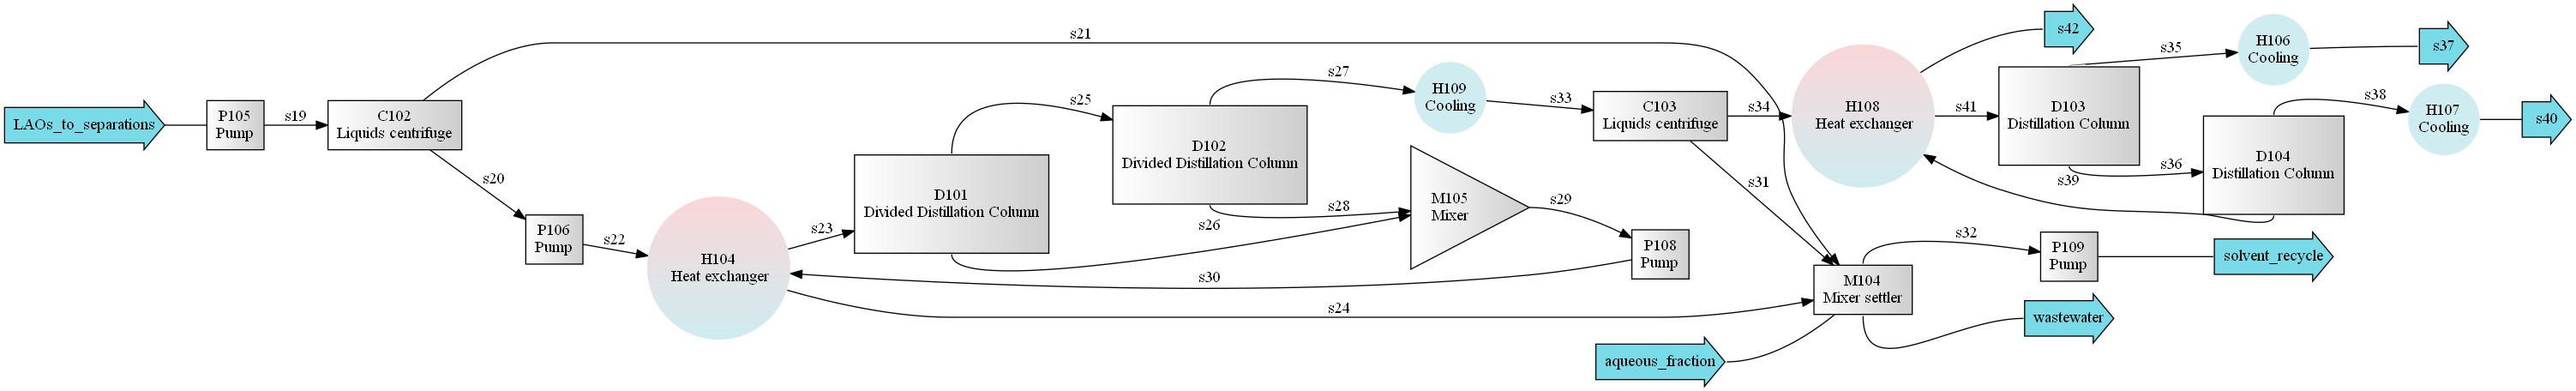 LAOs_to_separations
P105
Pump
s19
C102
Liquids centrifuge
s21
s20
P106
Pump
s22
H104
Heat exchanger
s23
D101
Divided Distillation Column
s25
D102
Divided Distillation Column
s27
s28
s26
s30
s24
H109
Cooling
M105
Mixer
s29
s33
C103
Liquids centrifuge
P108
Pump
aqueous_fraction
s34
s31
H108
Heat exchanger
M104
Mixer settler
s32
s41
s42
D103
Distillation Column
s39
P109
Pump
wastewater
s35
s36
H106
Cooling
D104
Distillation Column
solvent_recycle
s38
s37
H107
Cooling
s40